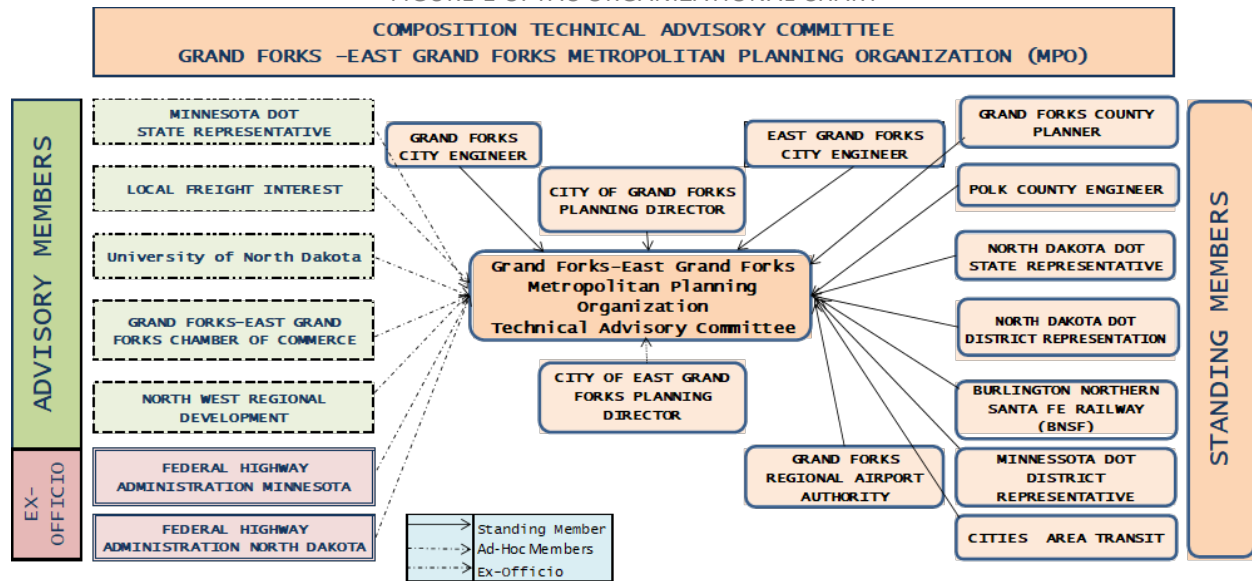 COMPOSITION TECHNICAL ADVISORY COMMITTEE
GRAND FORKS –EAST GRAND FORKS METROPOLITAN PLANNING ORGANIZATION (MPO)
ADVISORY MEMBERS
EX-
OFFICIO
MINNESOTA DOT
STATE REPRESENTATIVE
LOCAL FREIGHT INTEREST
University of North Dakota
GRAND FORKS–EAST GRAND
FORKS CHAMBER OF COMMERCE
NORTH WEST REGIONAL
DEVELOPMENT
FEDERAL HIGHWAY
ADMINISTRATION MINNESOTA
FEDERAL HIGHWAY
ADMINISTRATION NORTH DAKOTA
GRAND FORKS
CITY ENGINEER
CITY OF GRAND FORKS
PLANNING DIRECTOR
EAST GRAND FORKS
CITY ENGINEER
Grand Forks–East Grand Forks
Metropolitan Planning
Organization
Technical Advisory Committee
CITY OF EAST GRAND
FORKS PLANNING
DIRECTOR
GRAND FORKS
REGIONAL AIRPORT
AUTHORITY
GRAND FORKS COUNTY
PLANNER
POLK COUNTY ENGINEER
NORTH DAKOTA DOT
STATE REPRESENTATIVE
NORTH DAKOTA DOT
DISTRICT REPRESENTATION
BURLINGTON NORTHERN
SANTA FE RAILWAY
(BNSF)
MINNESSOTA DOT
DISTRICT
REPRESENTATIVE
CITIES AREA TRANSIT
STANDING MEMBERS
Standing Member
Ad-Hoc Members
Ex-Officio